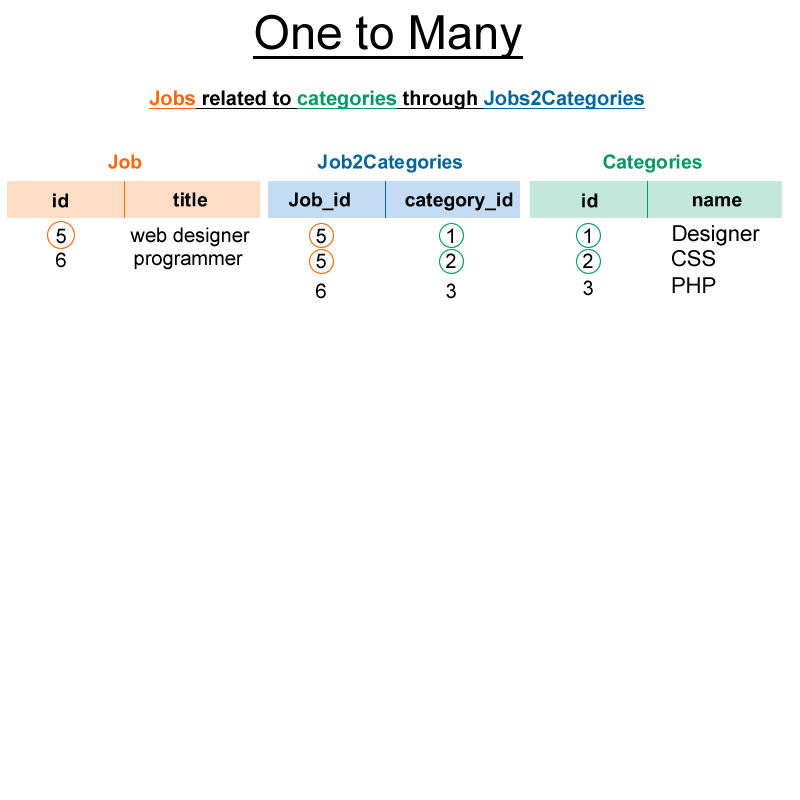 One to Many
Jobs related to categories through Jobs2Categories
Job Job2Categories Categories
id title Job_id category_id id name
5 web designer 5 1 1 Designer
6 programmer 5 2 2 CSS
6 3 3 PHP